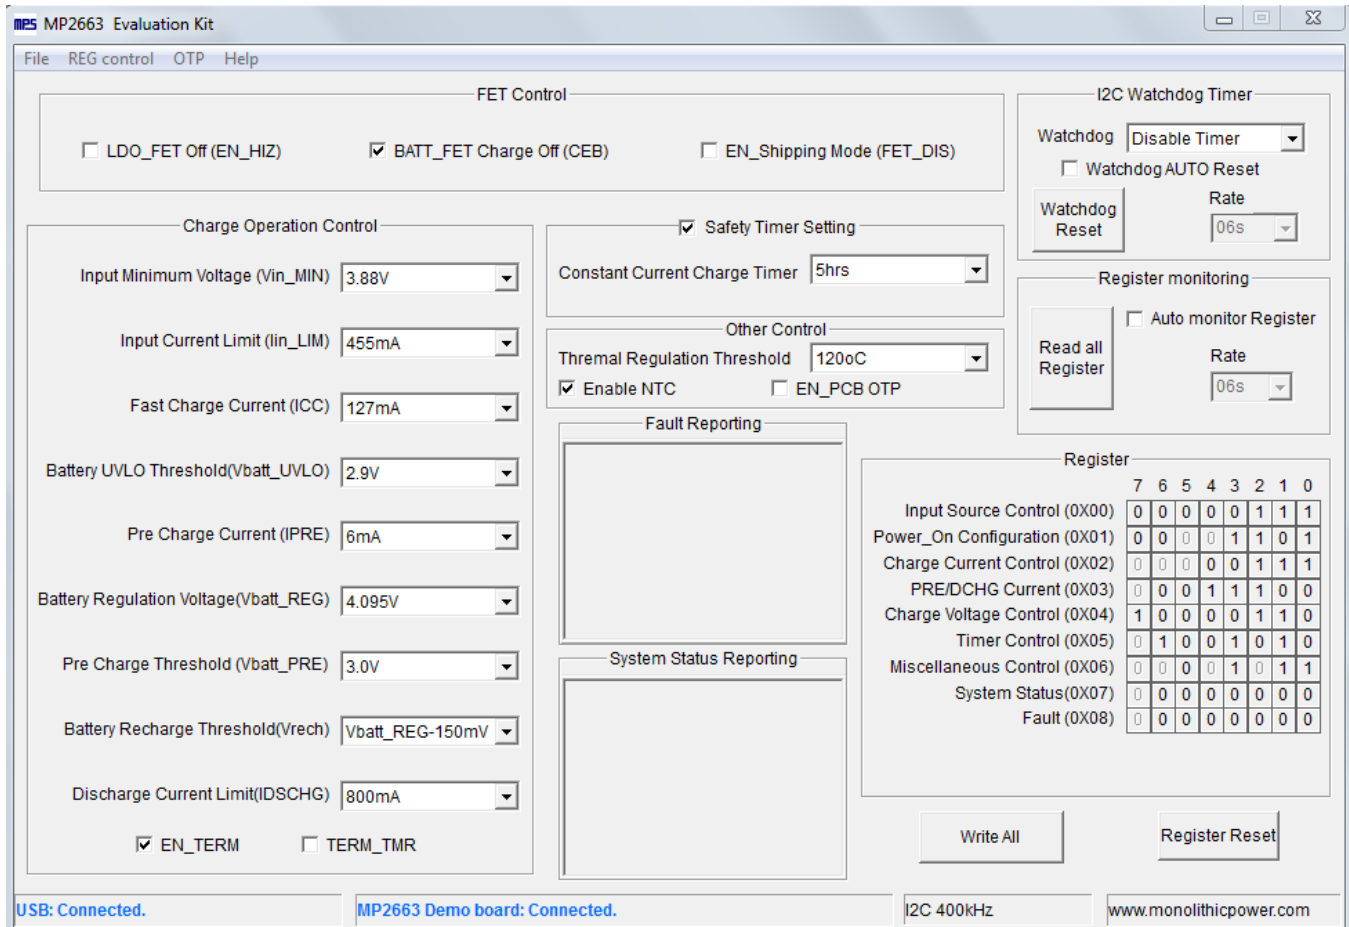 mps MP2663 Evaluation Kit
File REG control OTP Help
FET Control
LDO_FET Off (EN_HIZ) BATT_FET Charge Off (CEB) EN_Shipping Mode (FET_DIS)
I2C Watchdog Timer
Watchdog Disable Timer
Watchdog AUTO Reset
Watchdog
Reset
Rate
06s
Charge Operation Control
Input Minimum Voltage (Vin_MIN) 3.88V
Input Current Limit (Iin_LIM) 455mA
Fast Charge Current (ICC) 127mA
Battery UVLO Threshold(Vbatt_UVLO) 2.9V
Pre Charge Current (IPRE) 6mA
Battery Regulation Voltage(Vbatt_REG) 4.095V
Pre Charge Threshold (Vbatt_PRE) 3.0V
Battery Recharge Threshold(Vrech) Vbatt_REG-150mV
Discharge Current Limit(IDSCHG) 800mA
EN_TERM TERM_TMR
Safety Timer Setting
Constant Current Charge Timer 5hrs
Other Control
Thremal Regulation Threshold 120oC
Enable NTC EN_PCB OTP
Fault Reporting
System Status Reporting
Register monitoring
Auto monitor Register
Read all
Register
Rate
06s
Register
7 6 5 4 3 2 1 0
Input Source Control (0X00) 0 0 0 0 0 1 1 1
Power_On Configuration (0X01) 0 0 0 0 1 1 0 1
Charge Current Control (0X02) 0 0 0 0 0 1 1 1
PRE/DCHG Current (0X03) 0 0 0 1 1 1 0 0
Charge Voltage Control (0X04) 1 0 0 0 0 1 1 0
Timer Control (0X05) 0 1 0 0 1 0 1 0
Miscellaneous Control (0X06) 0 0 0 0 1 0 1 1
System Status(0X07) 0 0 0 0 0 0 0 0
Fault (0X08) 0 0 0 0 0 0 0 0
Write All Register Reset
USB: Connected. MP2663 Demo board: Connected. I2C 400kHz www.monolithicpower.com